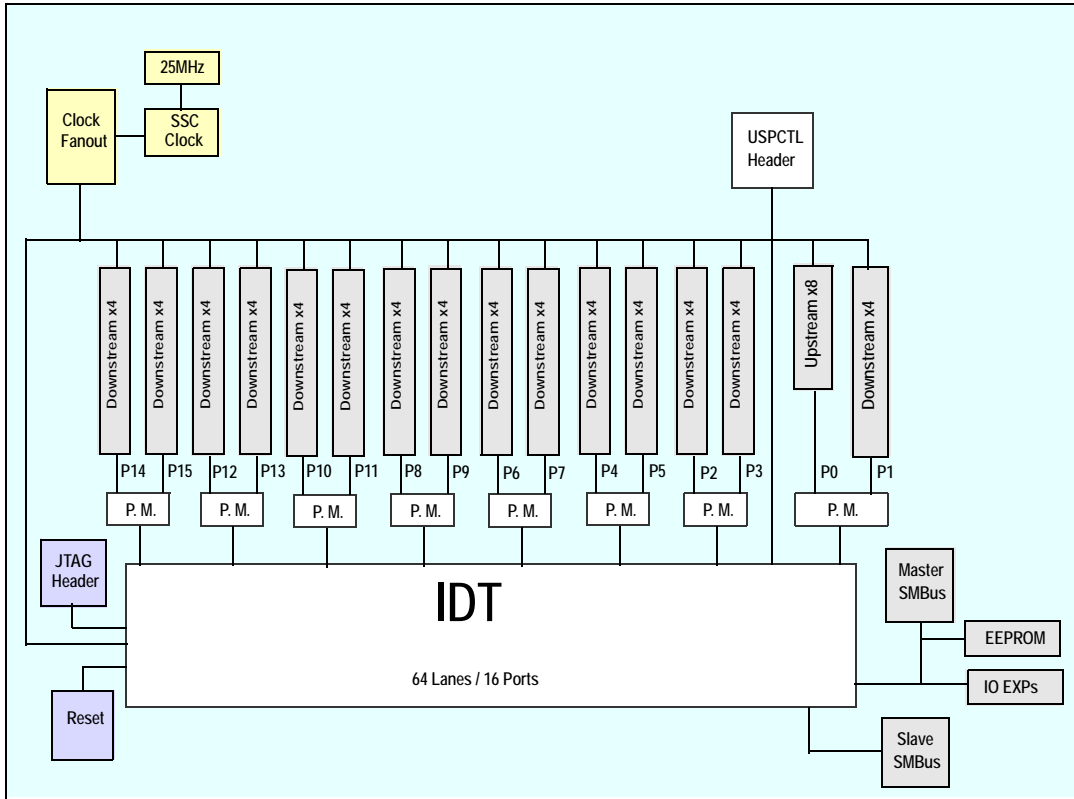 25MHz
Clock
Fanout
SSC
Clock
USPCTL
Header
Downstream x4
Downstream x4
Downstream x4
Downstream x4
Downstream x4
Downstream x4
Downstream x4
Downstream x4
Downstream x4
Downstream x4
Downstream x4
Downstream x4
Downstream x4
Downstream x4
Upstream x8
Downstream x4
P14
P15
P12
P13
P10
P11
P8
P9
P6
P7
P4
P5
P2
P3
P0
P1
P. M.
P. M.
P. M.
P. M.
P. M.
P. M.
P. M.
P. M.
JTAG
Header
IDT
64 Lanes / 16 Ports
Reset
Master
SMBus
EEPROM
IO EXPs
Slave
SMBus